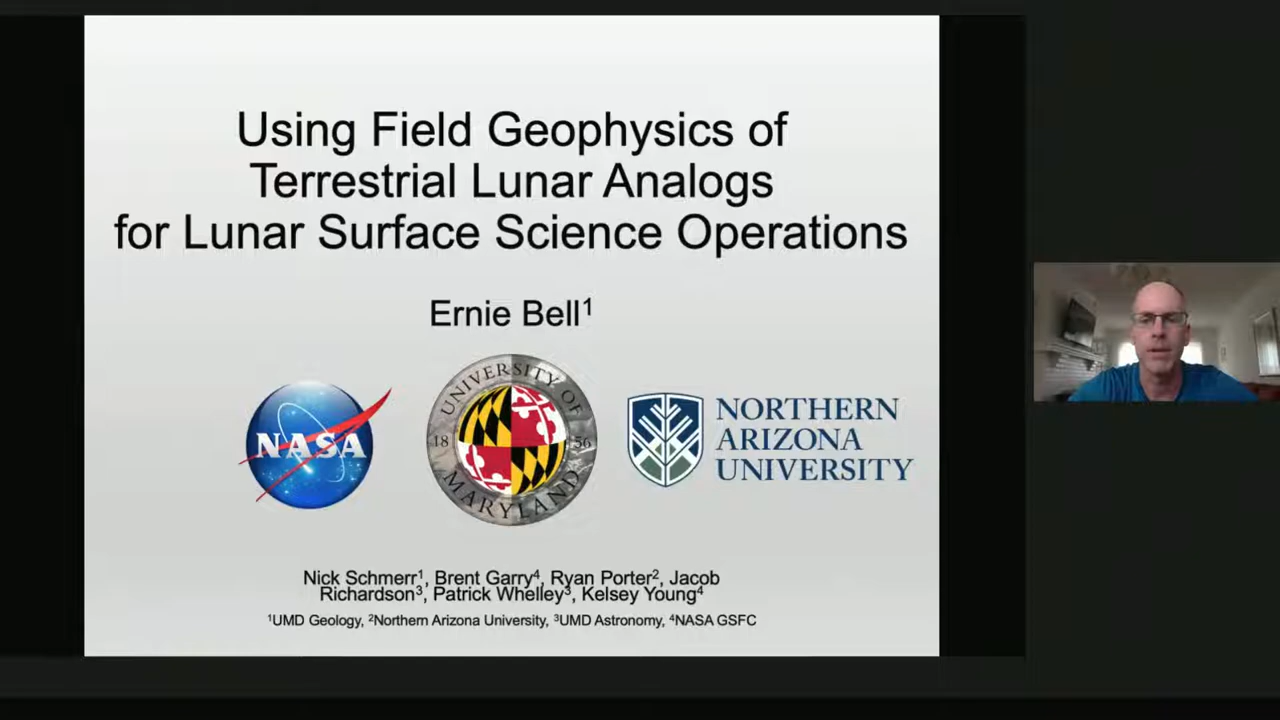 Using Field Geophysics of
Terrestrial Lunar Analogs
for Lunar Surface Science Operations
Ernie Bell¹
NASA
UNIVERSITY OF
18 56
MARYLAND
NORTHERN
ARIZONA
UNIVERSITY
Nick Schmerr¹, Brent Garry⁴, Ryan Porter², Jacob
Richardson³, Patrick Whelley³, Kelsey Young⁴
¹UMD Geology, ²Northern Arizona University, ³UMD Astronomy, ⁴NASA GSFC